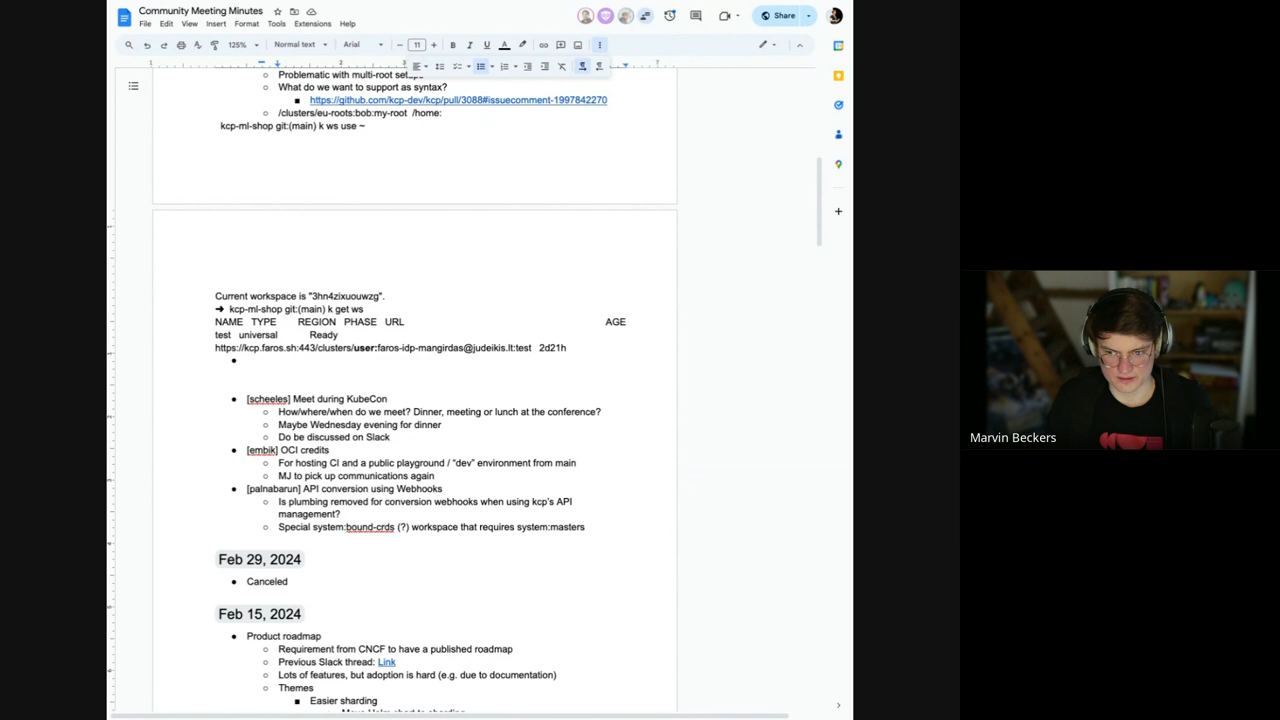 Community Meeting Minutes
File Edit View Insert Format Tools Extensions Help
Share
125% Normal text Arial 11
Problematic with multi-root setups
What do we want to support as syntax?
https://github.com/kcp-dev/kcp/pull/3088#issuecomment-1997842270
/clusters/eu-roots:bob:my-root /home:
kcp-ml-shop git:(main) k ws use ~
Current workspace is "3hn4zixuouwzg".
➜ kcp-ml-shop git:(main) k get ws
NAME TYPE REGION PHASE URL AGE
test universal Ready
https://kcp.faros.sh:443/clusters/user:faros-idp-mangirdas@judeikis.lt:test 2d21h
[scheeles] Meet during KubeCon
How/where/when do we meet? Dinner, meeting or lunch at the conference?
Maybe Wednesday evening for dinner
Do be discussed on Slack
[embik] OCI credits
For hosting CI and a public playground / "dev" environment from main
MJ to pick up communications again
[palnabarun] API conversion using Webhooks
Is plumbing removed for conversion webhooks when using kcp's API
management?
Special system:bound-crds (?) workspace that requires system:masters
Feb 29, 2024
Canceled
Feb 15, 2024
Product roadmap
Requirement from CNCF to have a published roadmap
Previous Slack thread: Link
Lots of features, but adoption is hard (e.g. due to documentation)
Themes
Easier sharding
Marvin Beckers